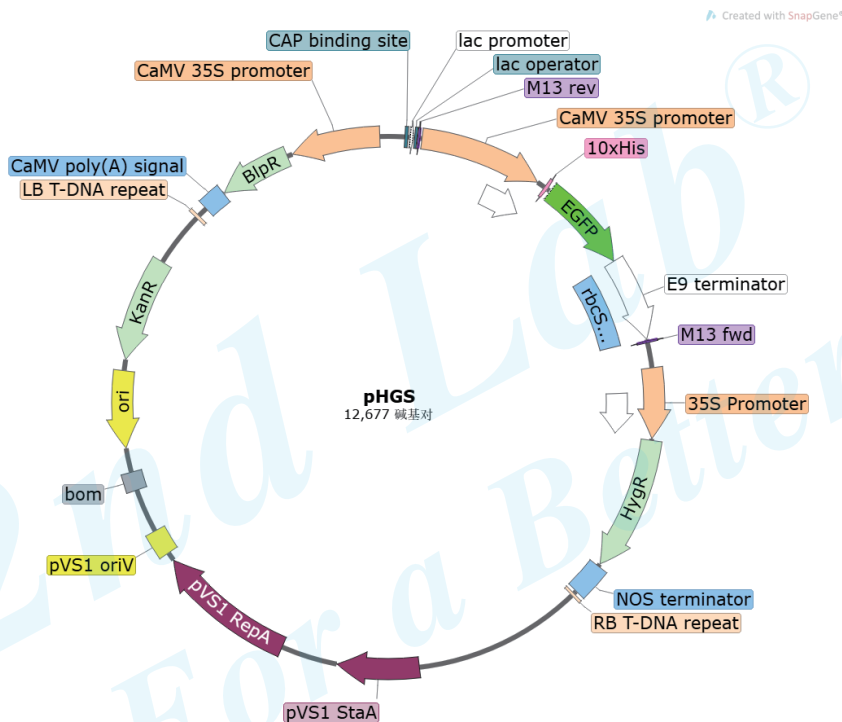 Created with SnapGene®
CAP binding site
lac promoter
lac operator
M13 rev
CaMV 35S promoter
CaMV 35S promoter
10xHis
EGFP
BlpR
CaMV poly(A) signal
LB T-DNA repeat
KanR
ori
bom
pVS1 oriV
pVS1 RepA
pVS1 StaA
E9 terminator
rbcS...
M13 fwd
35S Promoter
HygR
NOS terminator
RB T-DNA repeat
pHGS
12,677 碱基对
2nd Lab®
For a Better